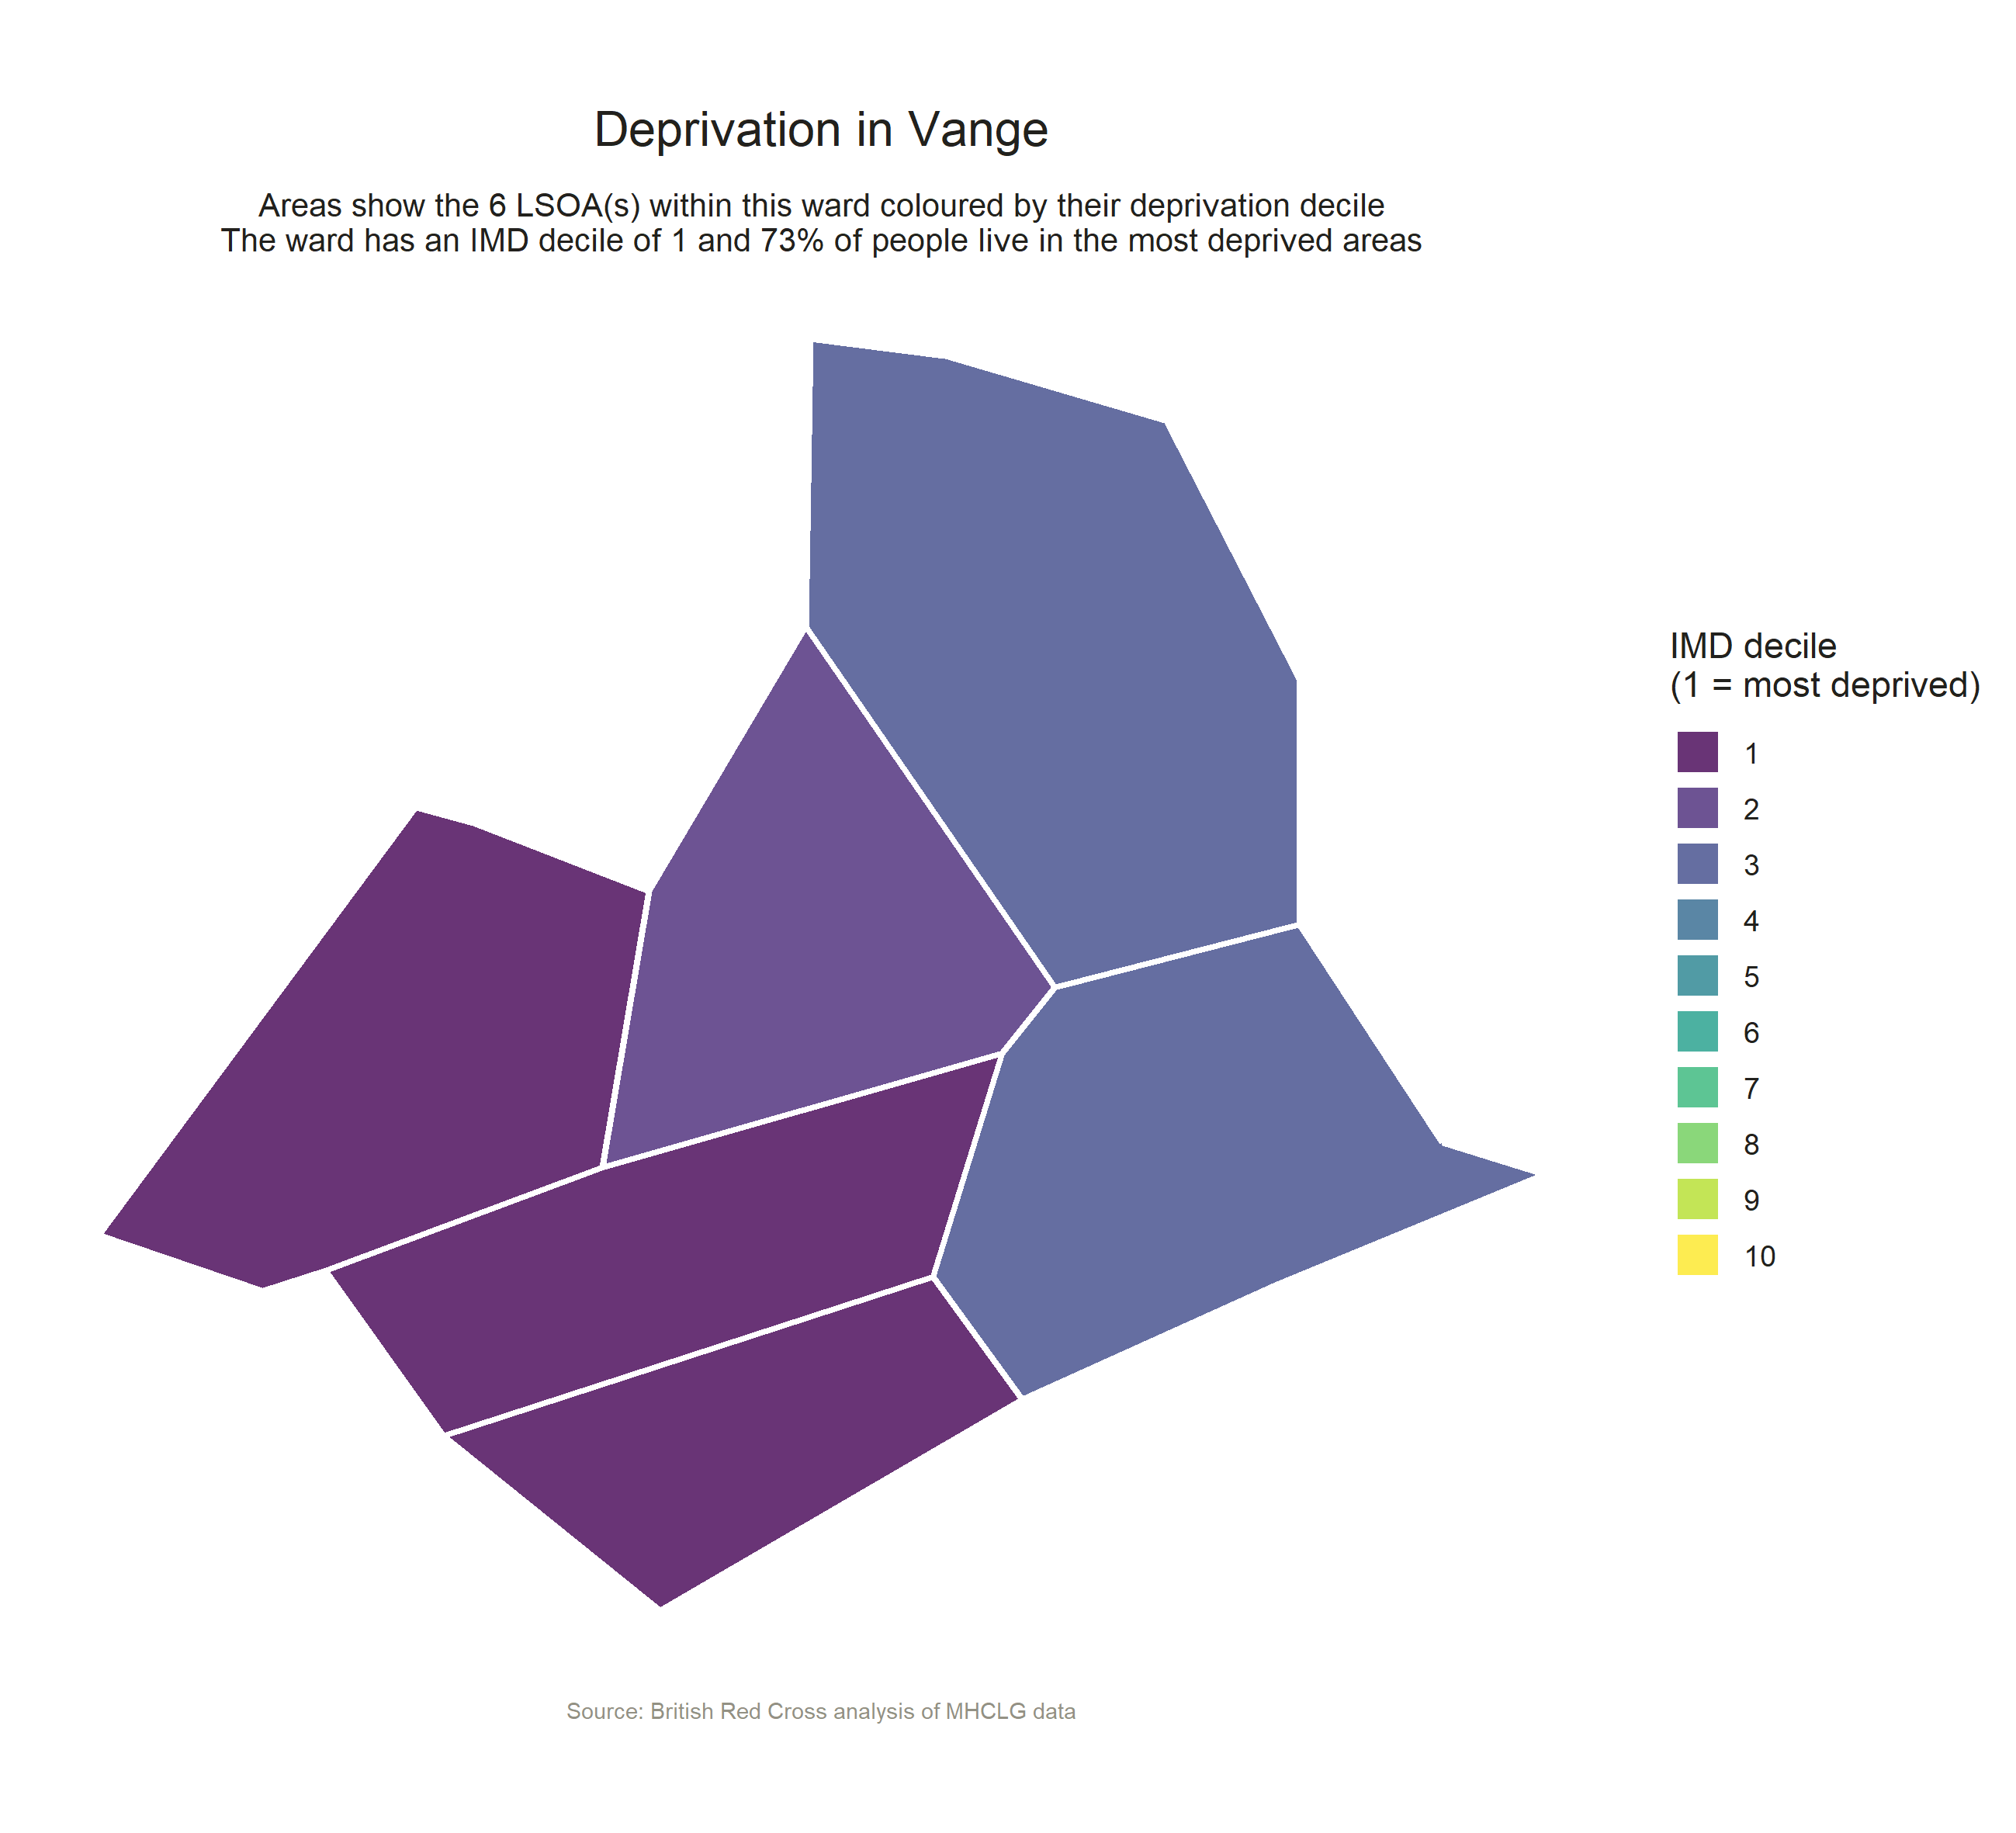 Deprivation in Vange
Areas show the 6 LSOA(s) within this ward coloured by their deprivation decile
The ward has an IMD decile of 1 and 73% of people live in the most deprived areas
IMD decile
(1 = most deprived)
1
2
3
4
5
6
7
8
9
10
Source: British Red Cross analysis of MHCLG data